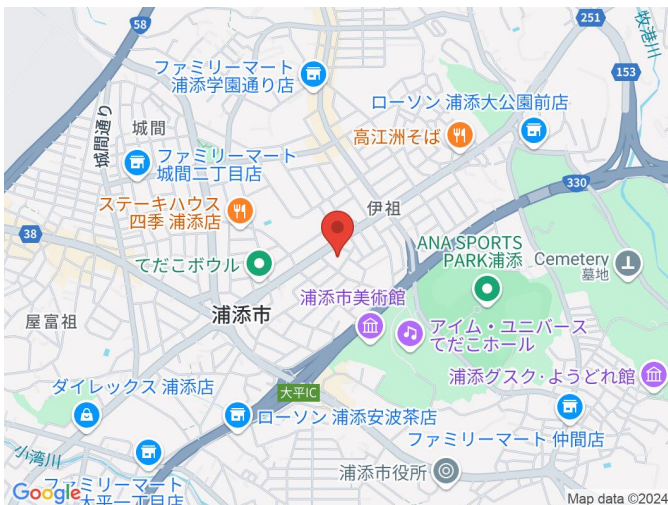 58
251
牧港川
ファミリーマート
浦添学園通り店
153
ローソン 浦添大公園前店
城間通り
城間
高江洲そば
ファミリーマート
城間二丁目店
330
ステーキハウス
四季 浦添店
伊祖
38
ANA SPORTS
PARK浦添
Cemetery
墓地
てだこボウル
浦添市美術館
浦添市
屋富祖
アイム・ユニバース
てだこホール
浦添グスク・ようどれ館
ダイレックス 浦添店
大平IC
ローソン 浦添安波茶店
ファミリーマート 仲間店
小湾川
浦添市役所
ファミリーマート
大平一丁目店
Google
Map data ©2024